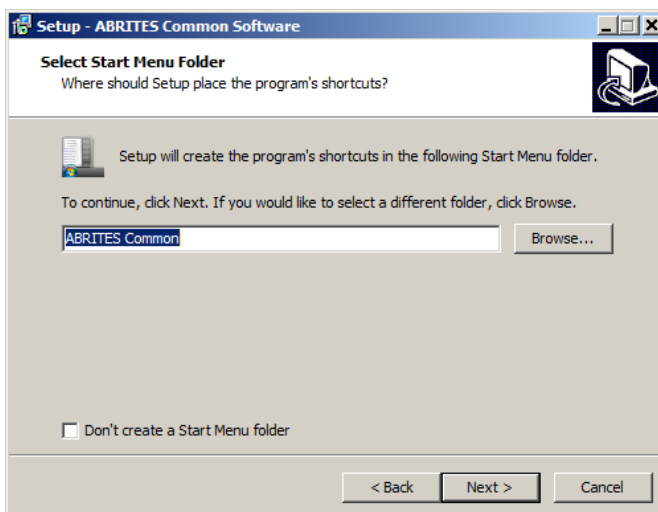 Setup - ABRITES Common Software
Select Start Menu Folder
Where should Setup place the program's shortcuts?
Setup will create the program's shortcuts in the following Start Menu folder.
To continue, click Next. If you would like to select a different folder, click Browse.
ABRITES Common
Browse...
Don't create a Start Menu folder
< Back
Next >
Cancel